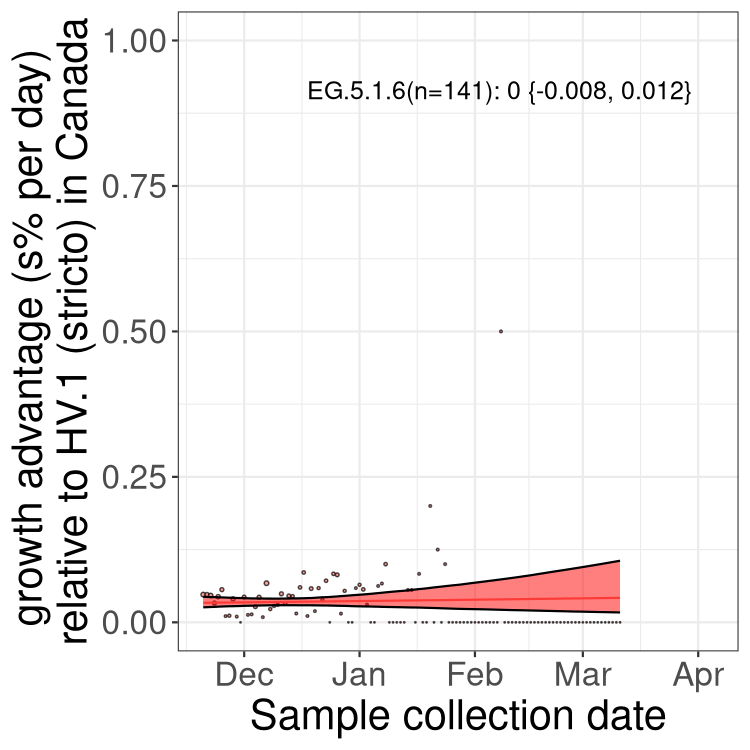 growth advantage (s% per day)
relative to HV.1 (stricto) in Canada
1.00
0.75
0.50
0.25
0.00
EG.5.1.6(n=141): 0 {-0.008, 0.012}
Dec Jan Feb Mar Apr
Sample collection date